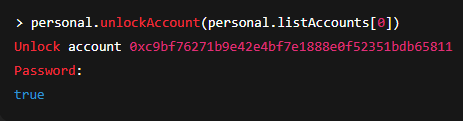 > personal.unlockAccount(personal.listAccounts[0])
Unlock account 0xc9bf76271b9e42e4bf7e1888e0f52351bdb65811
Password:
true